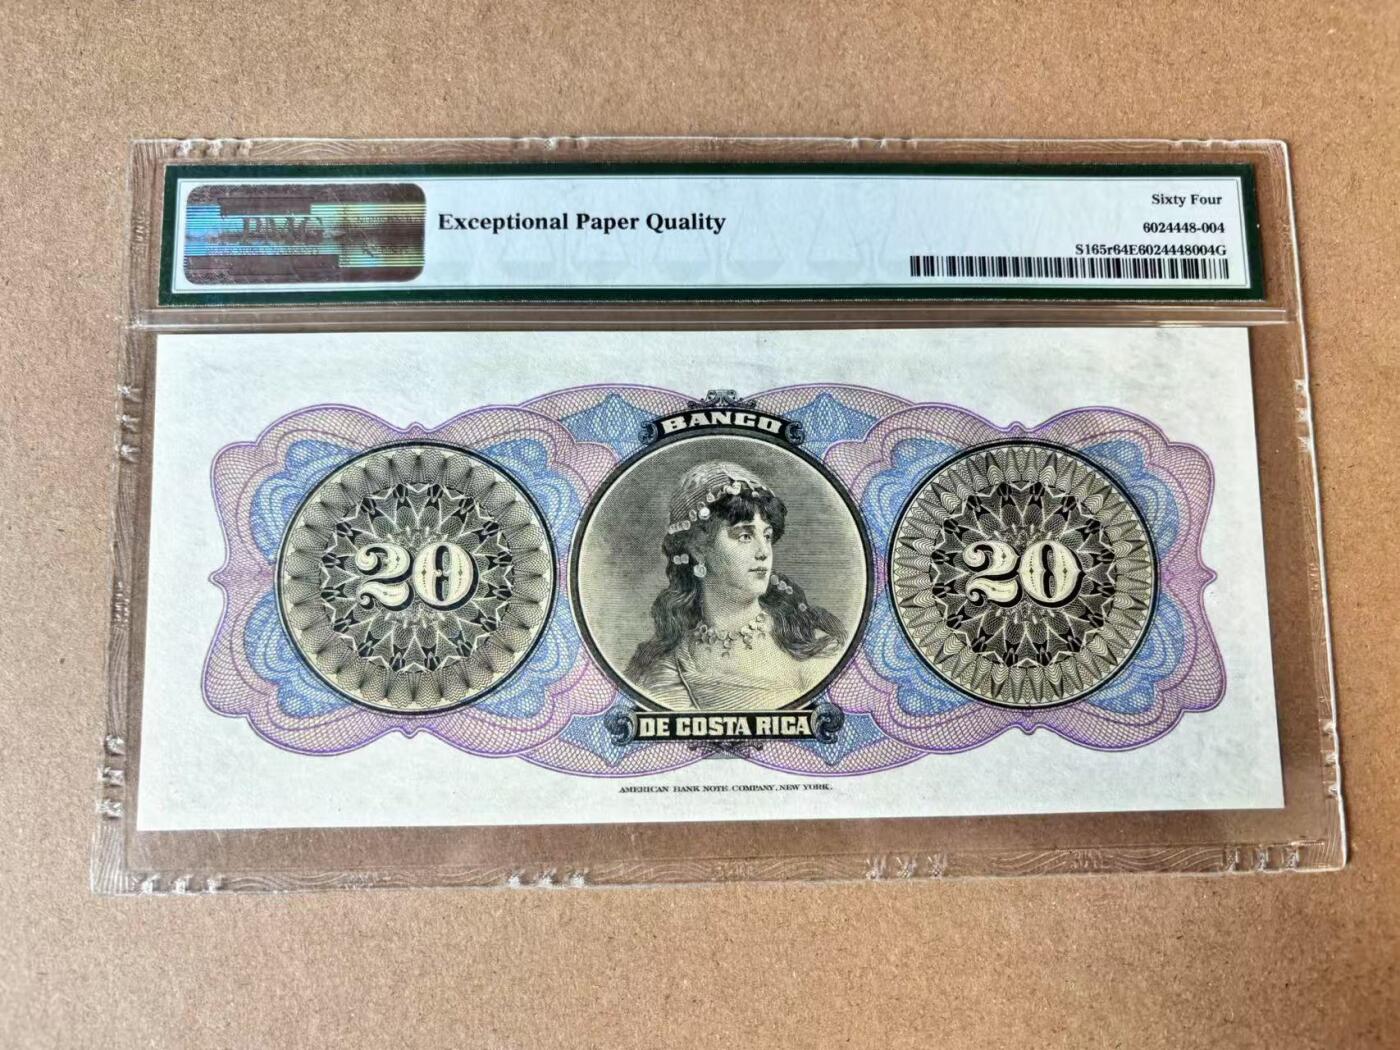 PMG
Exceptional Paper Quality
Sixty Four
6024448-004
S165r64E6024448004G
BANCO
20
20
DE COSTA RICA
AMERICAN BANK NOTE COMPANY, NEW YORK.